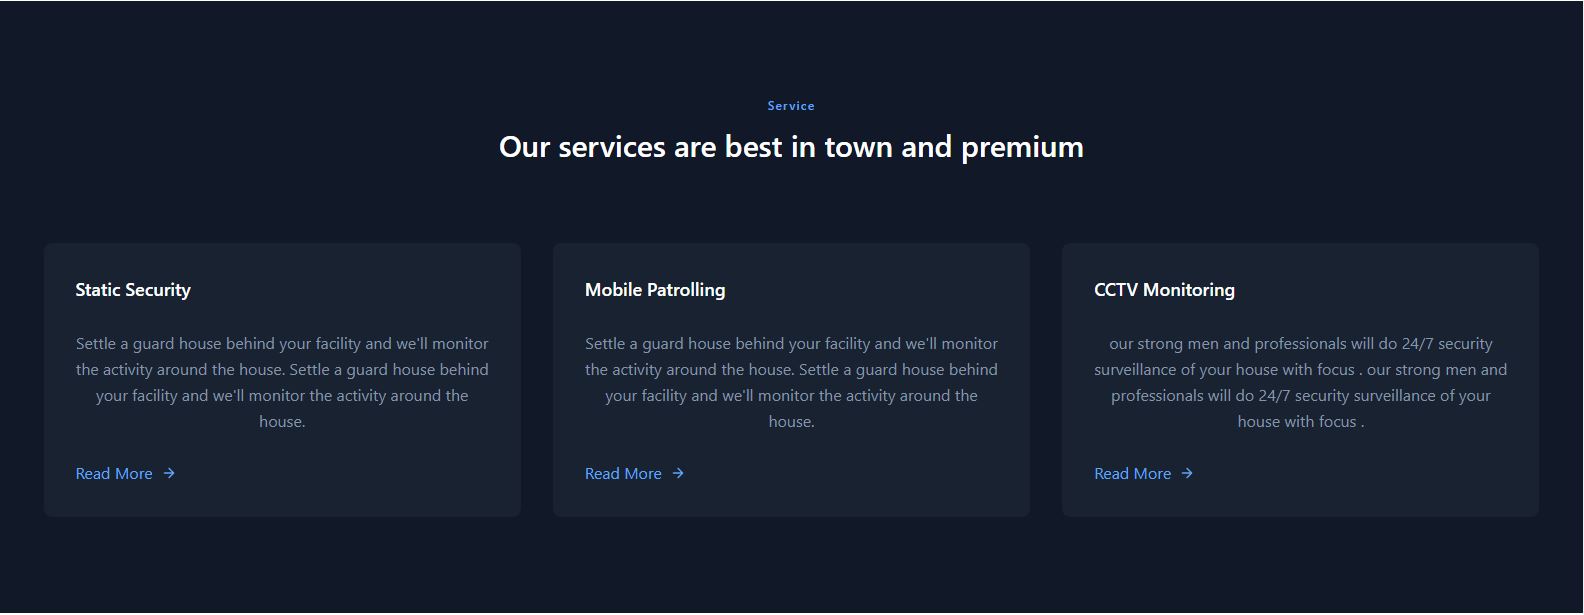 Service
Our services are best in town and premium
Static Security
Settle a guard house behind your facility and we'll monitor
the activity around the house. Settle a guard house behind
your facility and we'll monitor the activity around the
house.
Read More →
Mobile Patrolling
Settle a guard house behind your facility and we'll monitor
the activity around the house. Settle a guard house behind
your facility and we'll monitor the activity around the
house.
Read More →
CCTV Monitoring
our strong men and professionals will do 24/7 security
surveillance of your house with focus . our strong men and
professionals will do 24/7 security surveillance of your
house with focus .
Read More →